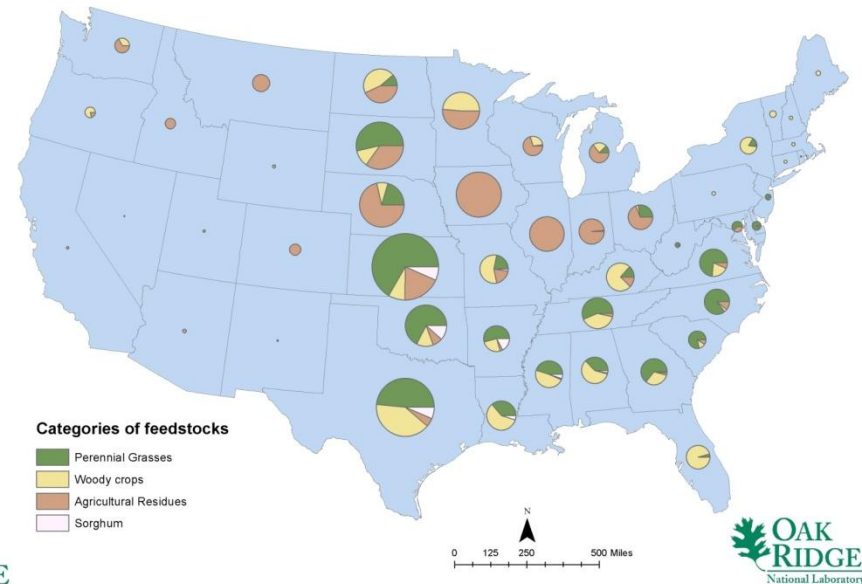 Categories of feedstocks
Perennial Grasses
Woody crops
Agricultural Residues
Sorghum
N
0 125 250 500 Miles
OAK
RIDGE
National Laboratory
E